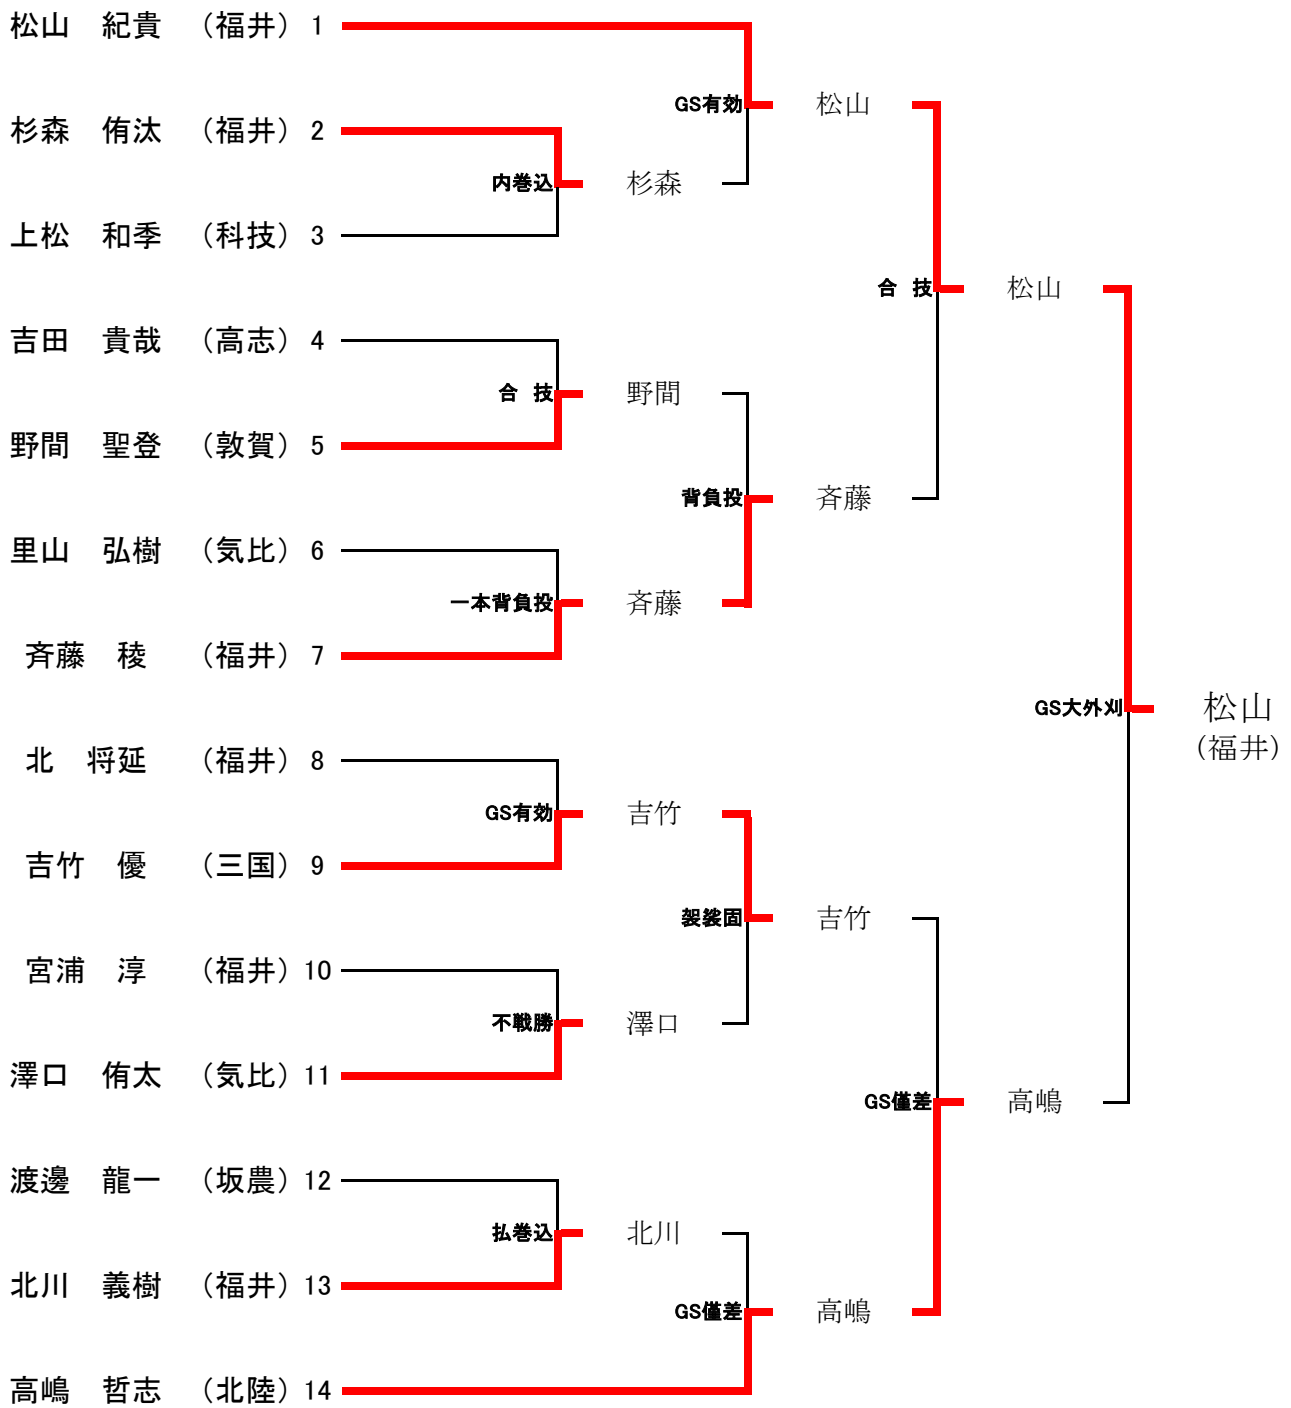 松山　紀貴　（福井）　1
GS有効　松山
杉森　侑汰　（福井）　2
内巻込　杉森
上松　和季　（科技）　3
合　技　松山
吉田　貴哉　（高志）　4
合　技　野間
野間　聖登　（敦賀）　5
背負投　斉藤
里山　弘樹　（気比）　6
一本背負投　斉藤
斉藤　稜　（福井）　7
GS大外刈　松山
（福井）
北　将延　（福井）　8
GS有効　吉竹
吉竹　優　（三国）　9
袈裟固　吉竹
宮浦　淳　（福井）　10
不戦勝　澤口
澤口　侑太　（気比）　11
GS僅差　高嶋
渡邊　龍一　（坂農）　12
払巻込　北川
北川　義樹　（福井）　13
GS僅差　高嶋
高嶋　哲志　（北陸）　14